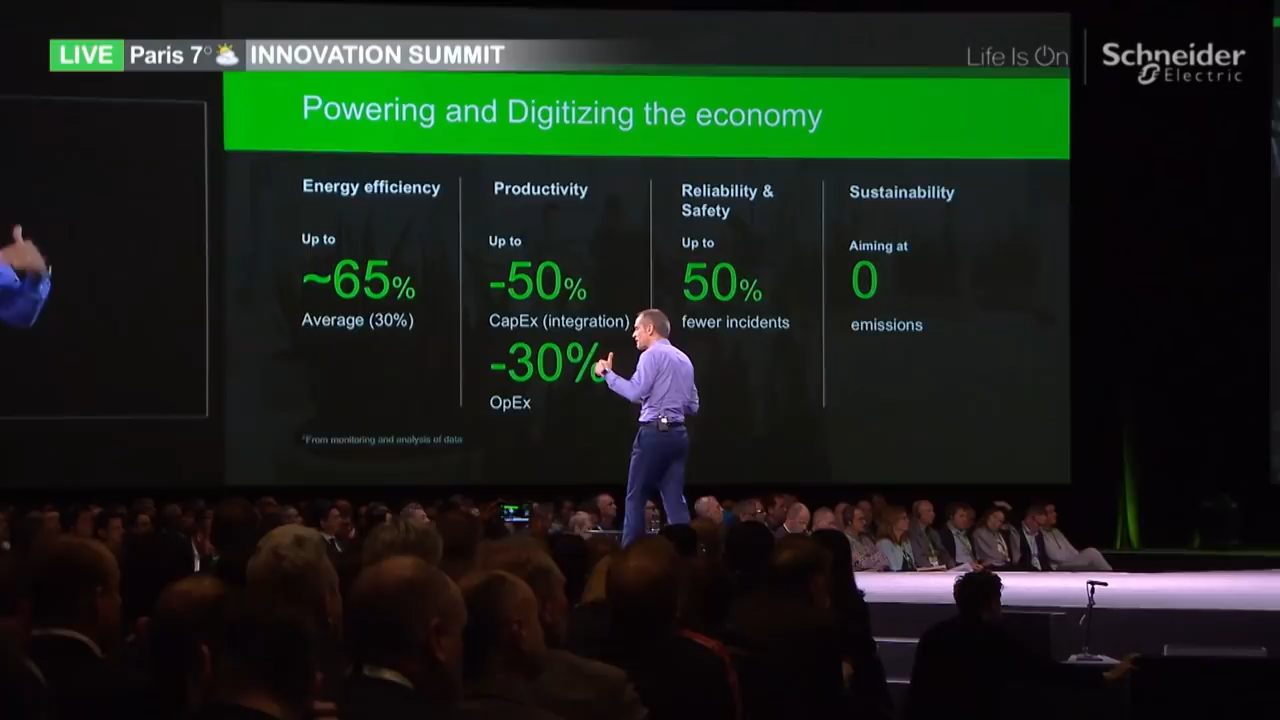 LIVE Paris 7° INNOVATION SUMMIT
Life Is On
Schneider
Electric
Powering and Digitizing the economy
Energy efficiency
Up to
~65%
Average (30%)
Productivity
Up to
-50%
CapEx (integration)
-30%
OpEx
Reliability &
Safety
Up to
50%
fewer incidents
Sustainability
Aiming at
0
emissions
*From monitoring and analysis of data